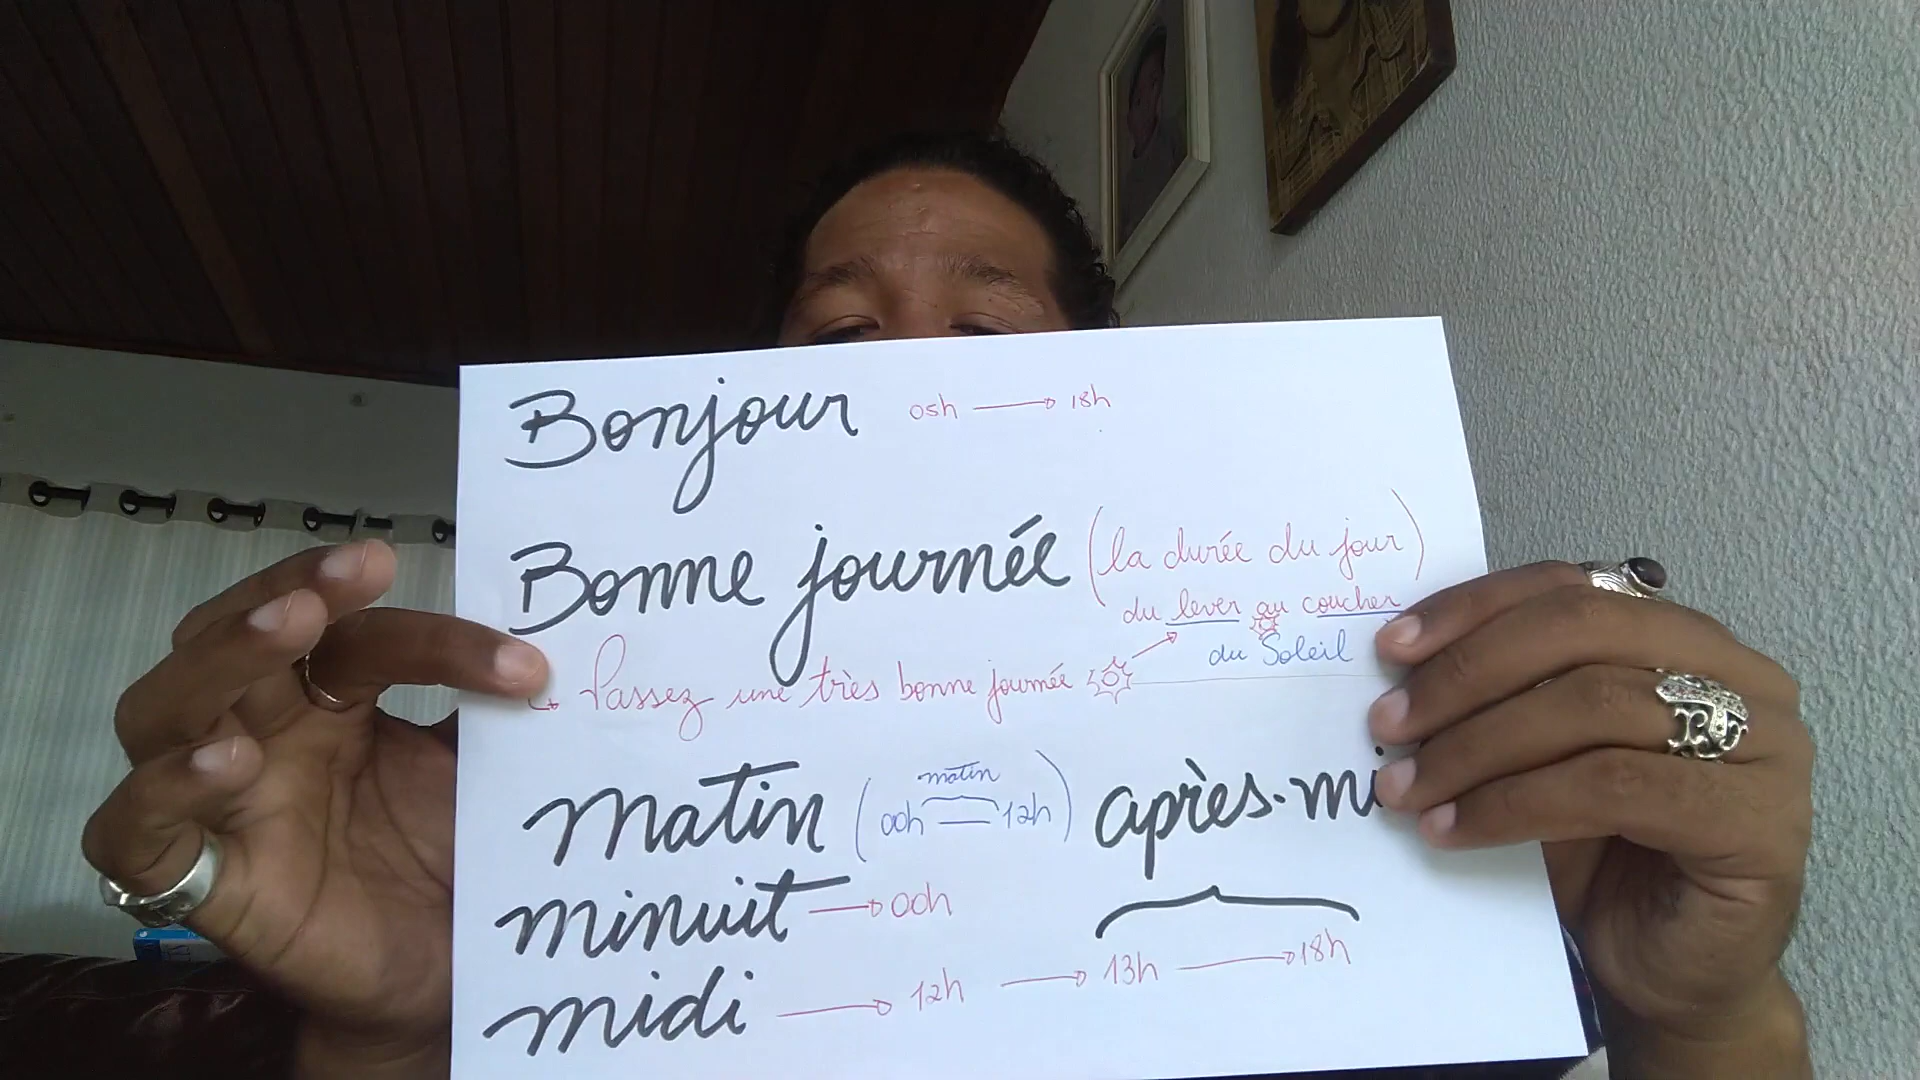 Bonjour 05h → 18h
Bonne journée (la durée du jour)
du lever au coucher
du Soleil
↳ Passez une très bonne journée
matin (00h — 12h) après-mi
matin
minuit → 00h
midi → 12h → 13h → 18h